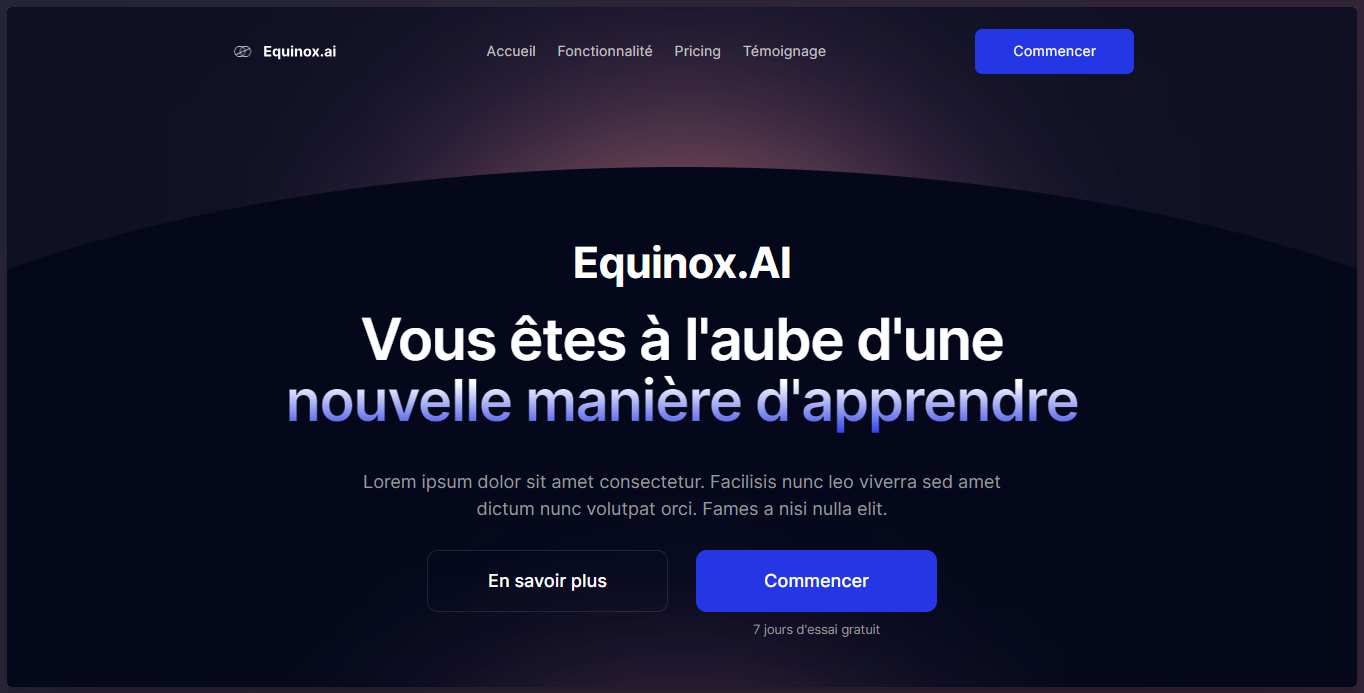 Equinox.ai
Accueil Fonctionnalité Pricing Témoignage
Commencer
Equinox.AI
Vous êtes à l'aube d'une
nouvelle manière d'apprendre
Lorem ipsum dolor sit amet consectetur. Facilisis nunc leo viverra sed amet
dictum nunc volutpat orci. Fames a nisi nulla elit.
En savoir plus
Commencer
7 jours d'essai gratuit